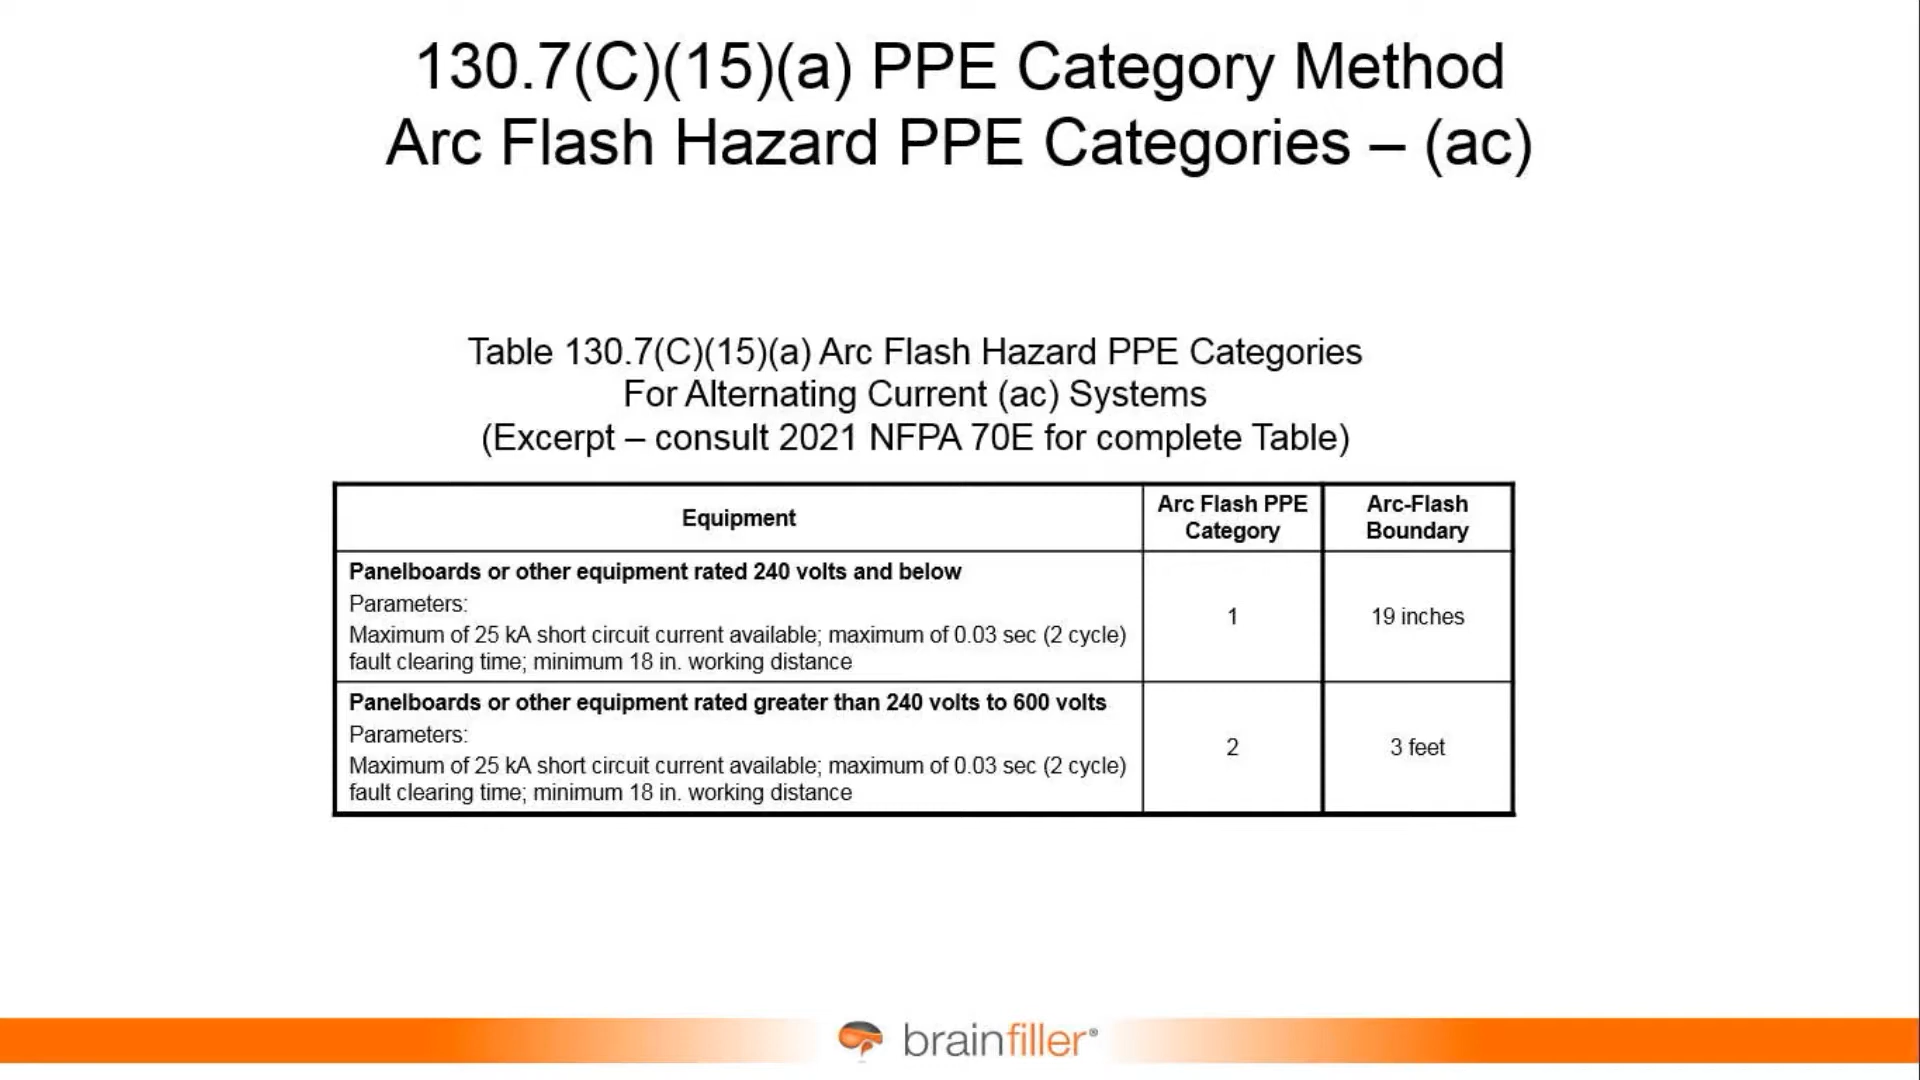 130.7(C)(15)(a) PPE Category Method
Arc Flash Hazard PPE Categories – (ac)
Table 130.7(C)(15)(a) Arc Flash Hazard PPE Categories
For Alternating Current (ac) Systems
(Excerpt – consult 2021 NFPA 70E for complete Table)
Equipment
Arc Flash PPE
Category
Arc-Flash
Boundary
Panelboards or other equipment rated 240 volts and below
Parameters:
Maximum of 25 kA short circuit current available; maximum of 0.03 sec (2 cycle)
fault clearing time; minimum 18 in. working distance
1
19 inches
Panelboards or other equipment rated greater than 240 volts to 600 volts
Parameters:
Maximum of 25 kA short circuit current available; maximum of 0.03 sec (2 cycle)
fault clearing time; minimum 18 in. working distance
2
3 feet
brainfiller®